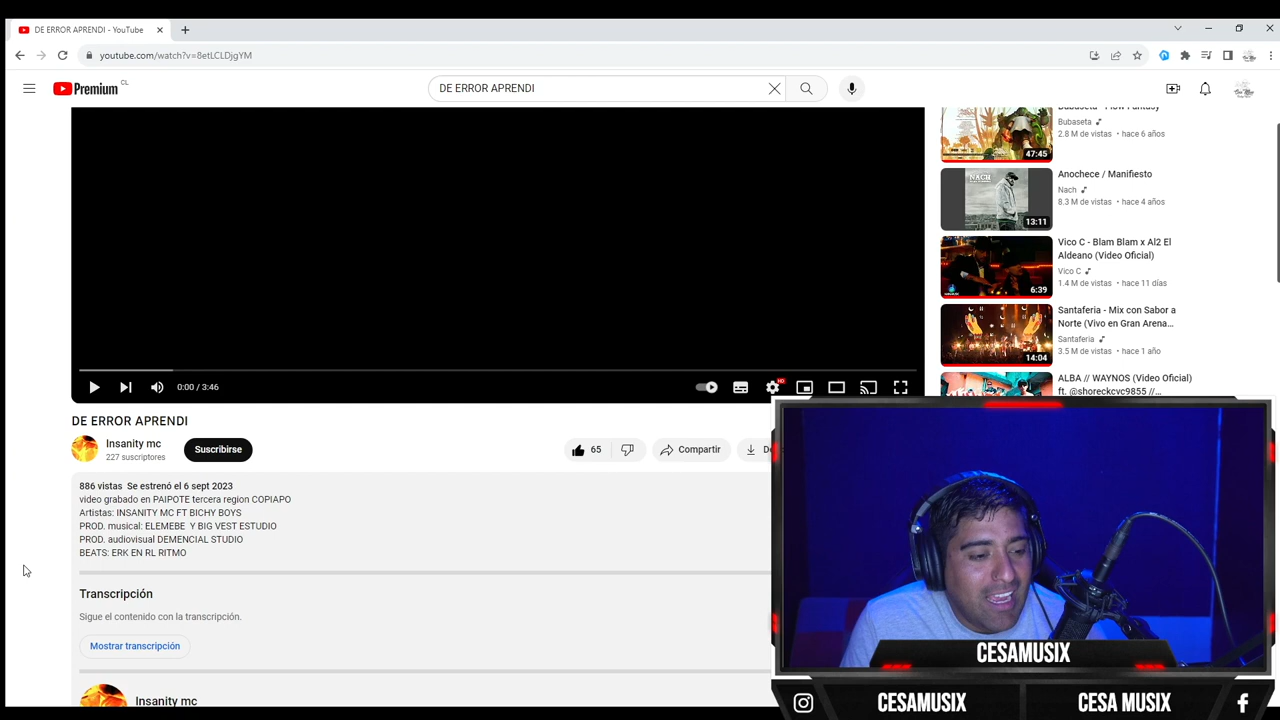 DE ERROR APRENDI - YouTube
youtube.com/watch?v=8etLCLDjgYM
Premium CL
DE ERROR APRENDI
0:00 / 3:46
DE ERROR APRENDI
Insanity mc
227 suscriptores
Suscribirse
65
Compartir
886 vistas Se estrenó el 6 sept 2023
video grabado en PAIPOTE tercera region COPIAPO
Artistas: INSANITY MC FT BICHY BOYS
PROD. musical: ELEMEBE Y BIG VEST ESTUDIO
PROD. audiovisual DEMENCIAL STUDIO
BEATS: ERK EN RL RITMO
Transcripción
Sigue el contenido con la transcripción.
Mostrar transcripción
Insanity mc
Bubaseta
2.8 M de vistas • hace 6 años
47:45
NACH
13:11
Anochece / Manifiesto
Nach
8.3 M de vistas • hace 4 años
6:39
Vico C - Blam Blam x Al2 El
Aldeano (Video Oficial)
Vico C
1.4 M de vistas • hace 11 días
14:04
Santaferia - Mix con Sabor a
Norte (Vivo en Gran Arena...
Santaferia
3.5 M de vistas • hace 1 año
ALBA // WAYNOS (Video Oficial)
ft. @shoreckcvc9855 //...
CESAMUSIX
CESAMUSIX
CESA MUSIX